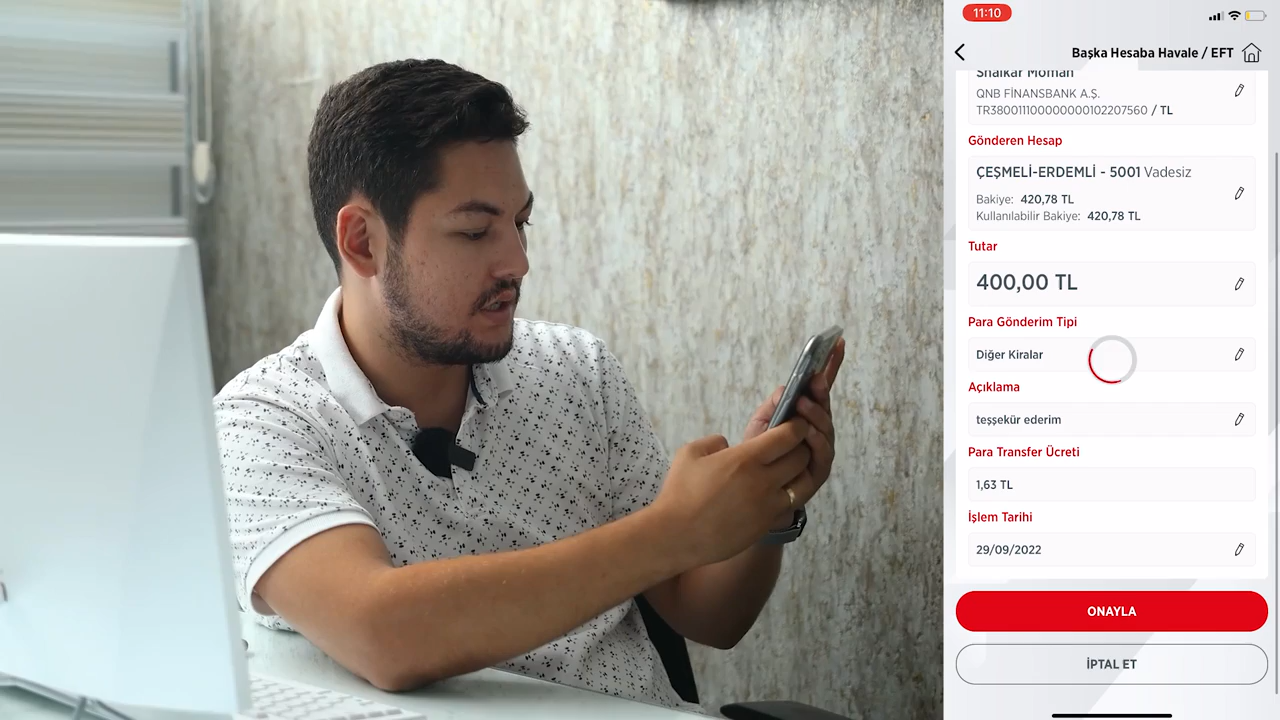 11:10
Başka Hesaba Havale / EFT
Shalkar Moman
QNB FİNANSBANK A.Ş.
TR380011100000000102207560 / TL
Gönderen Hesap
ÇEŞMELİ-ERDEMLİ - 5001 Vadesiz
Bakiye: 420,78 TL
Kullanılabilir Bakiye: 420,78 TL
Tutar
400,00 TL
Para Gönderim Tipi
Diğer Kiralar
Açıklama
teşşekür ederim
Para Transfer Ücreti
1,63 TL
İşlem Tarihi
29/09/2022
ONAYLA
İPTAL ET